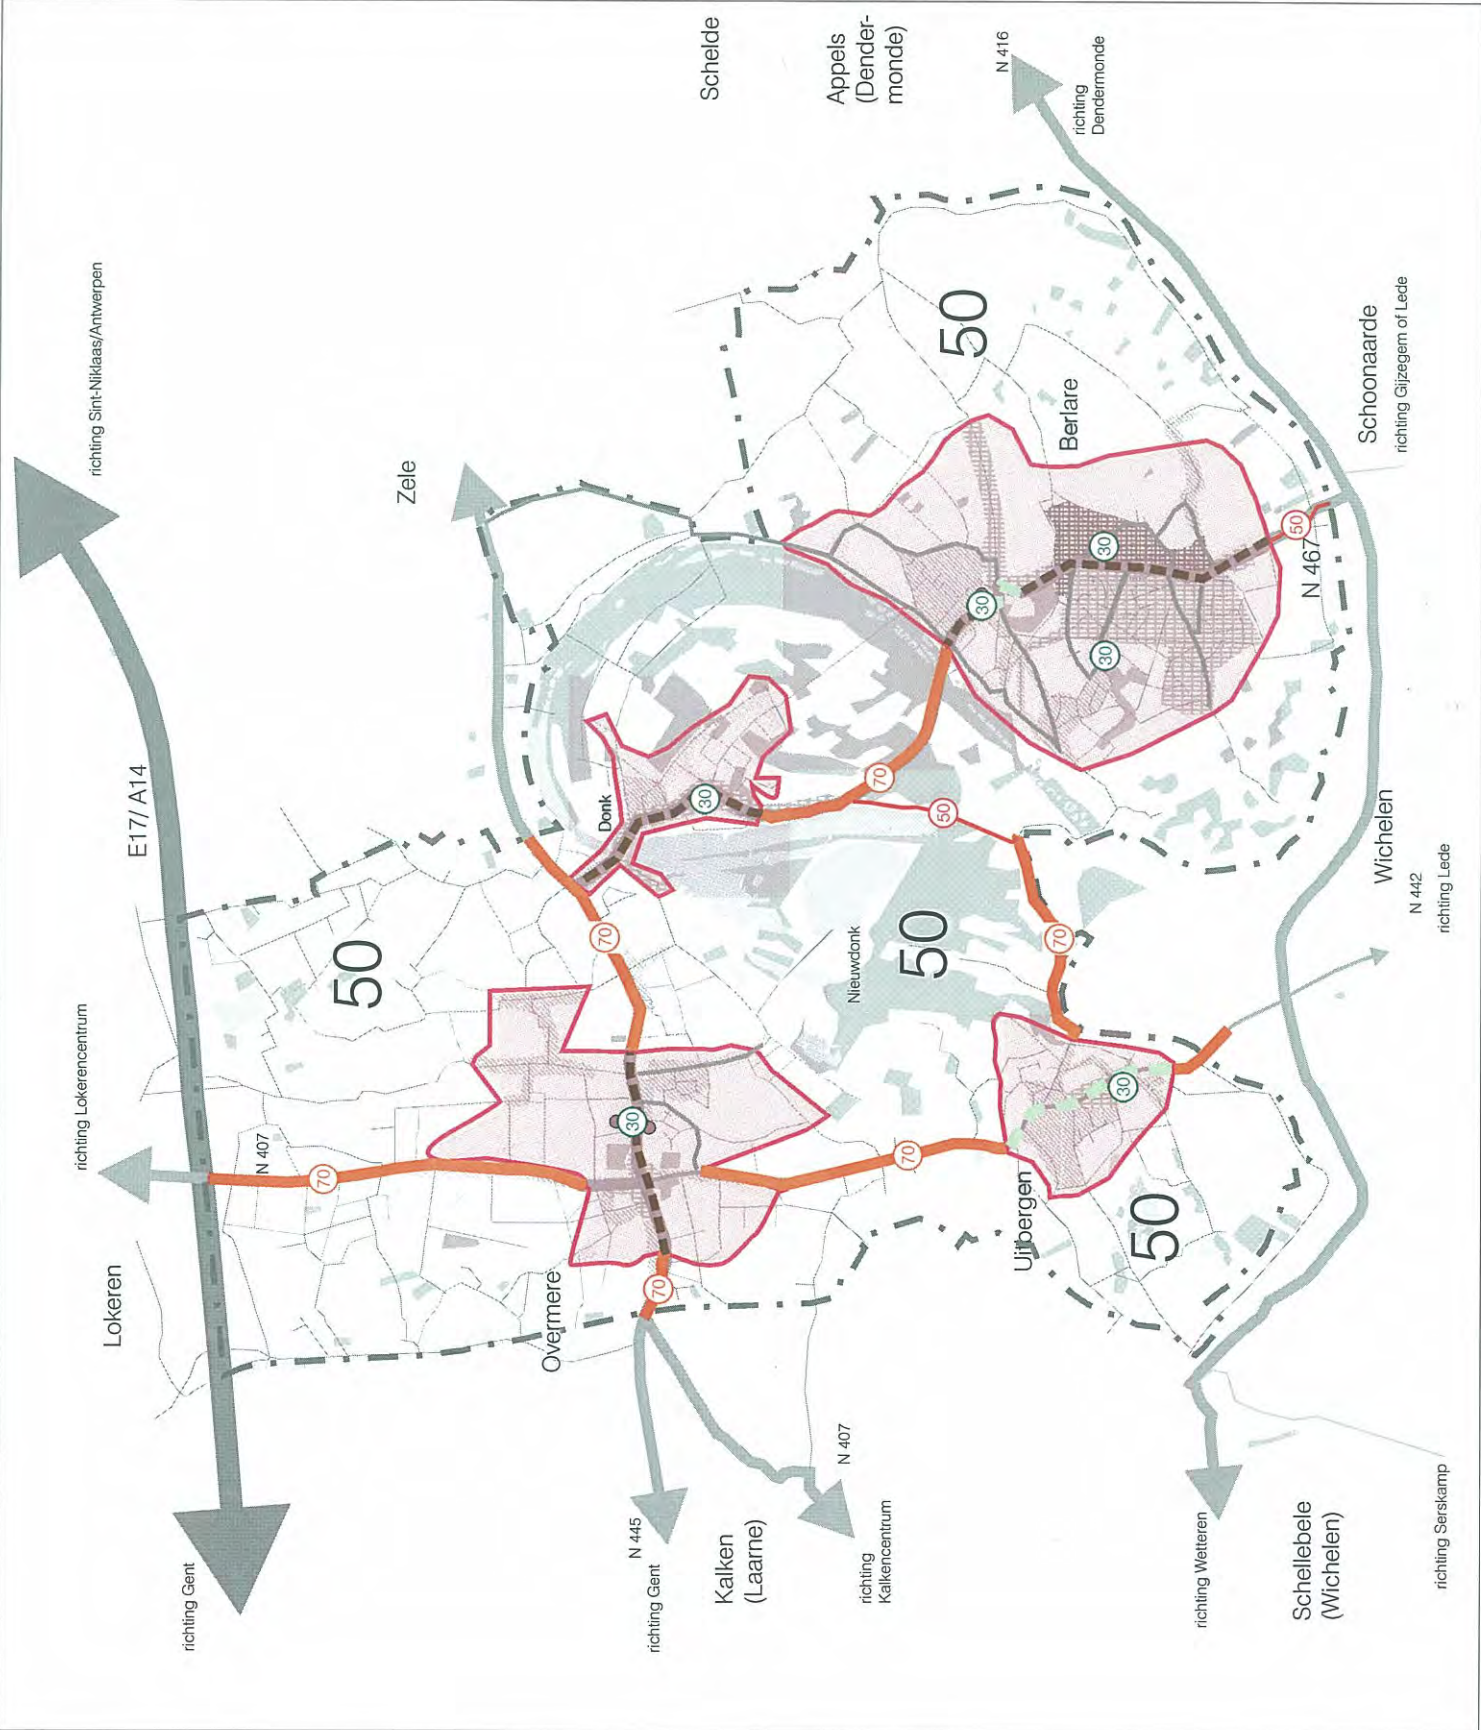 Lokeren
richting Lokerencentrum
E17/A14
richting Sint-Niklaas/Antwerpen
richting Gent
N 407
70
50
Zele
Schelde
Overmere
70
30
70
Donk
30
N 445
richting Gent
Kalken
(Laarne)
richting
Kalkencentrum
N 407
Nieuwdonk
50
70
50
70
Appels
(Dender-
monde)
N 416
richting
Dendermonde
50
Berlare
30
30
30
50
N 467
Uitbergen
70
30
70
50
Schoonaarde
richting Gijzegem of Lede
Wichelen
N 442
richting Lede
richting Wetteren
Schellebele
(Wichelen)
richting Serskamp